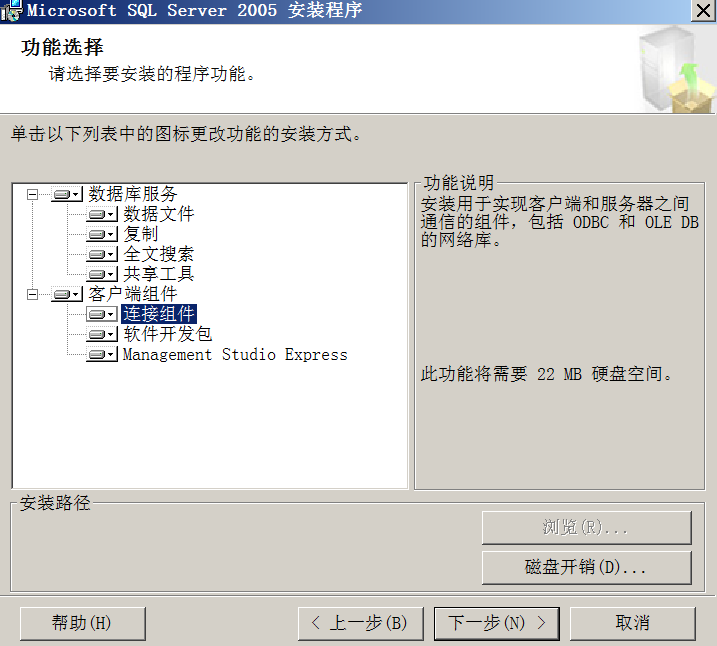 Microsoft SQL Server 2005 安装程序
功能选择
请选择要安装的程序功能。
单击以下列表中的图标更改功能的安装方式。
数据库服务
数据文件
复制
全文搜索
共享工具
客户端组件
连接组件
软件开发包
Management Studio Express
功能说明
安装用于实现客户端和服务器之间
通信的组件，包括 ODBC 和 OLE DB
的网络库。
此功能将需要 22 MB 硬盘空间。
安装路径
浏览(R)...
磁盘开销(D)...
帮助(H)
< 上一步(B)
下一步(N) >
取消